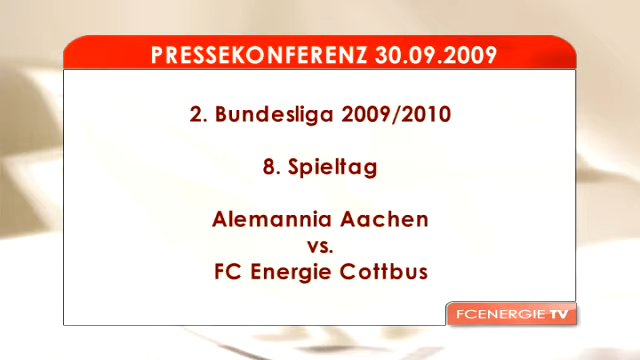 PRESSEKONFERENZ 30.09.2009
2. Bundesliga 2009/2010
8. Spieltag
Alemannia Aachen
vs.
FC Energie Cottbus
FCENERGIE TV